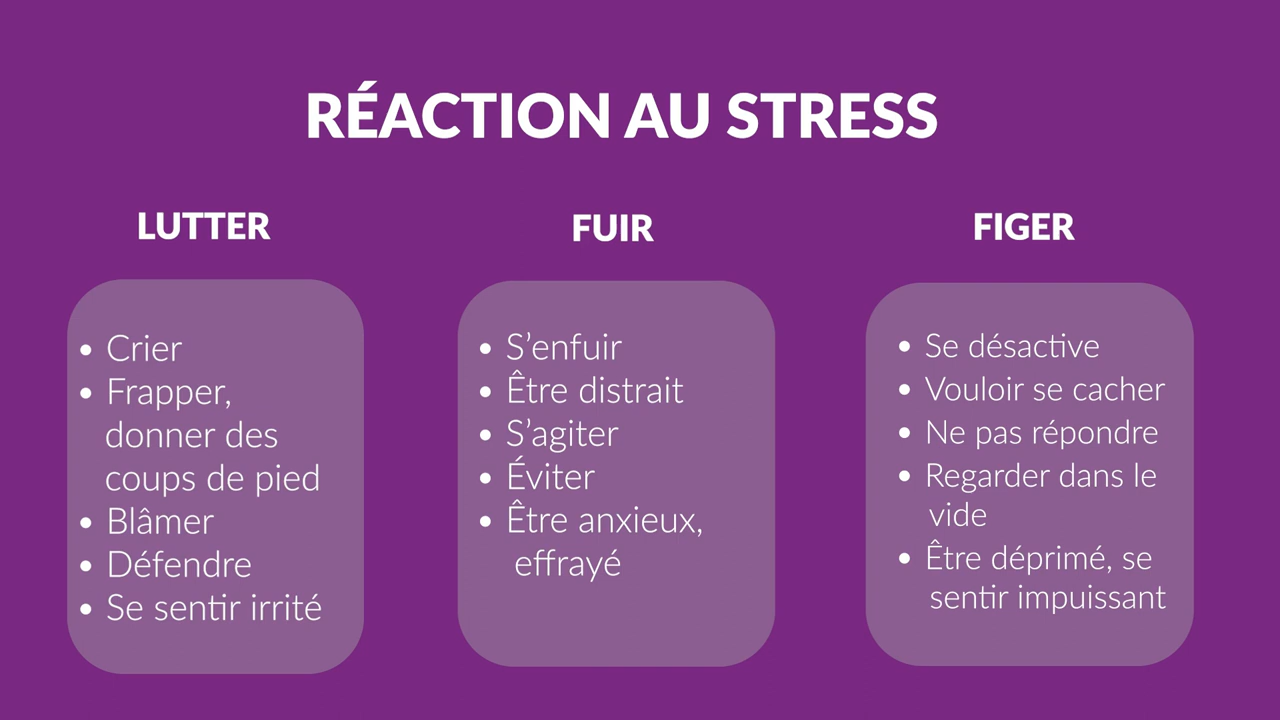 RÉACTION AU STRESS
LUTTER
• Crier
• Frapper,
donner des
coups de pied
• Blâmer
• Défendre
• Se sentir irrité
FUIR
• S’enfuir
• Être distrait
• S’agiter
• Éviter
• Être anxieux,
effrayé
FIGER
• Se désactive
• Vouloir se cacher
• Ne pas répondre
• Regarder dans le
vide
• Être déprimé, se
sentir impuissant